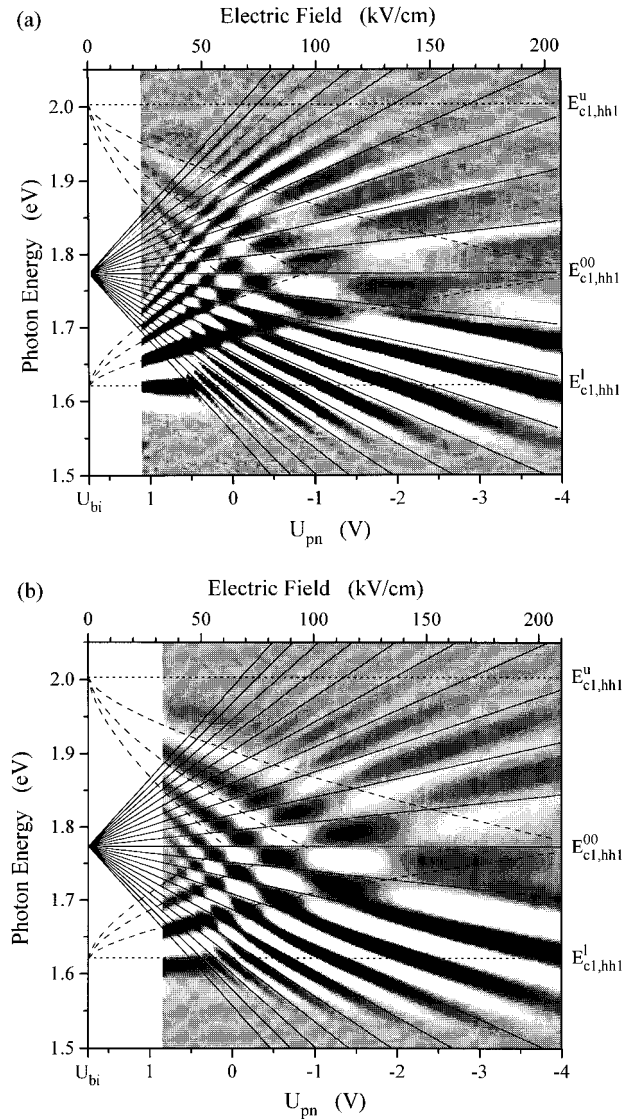 (a)
Electric Field (kV/cm)
0 50 100 150 200
2.0
1.9
1.8
1.7
1.6
1.5
Photon Energy (eV)
E^u_c1,hh1
E^00_c1,hh1
E^l_c1,hh1
U_bi 1 0 -1 -2 -3 -4
U_pn (V)
(b)
Electric Field (kV/cm)
0 50 100 150 200
2.0
1.9
1.8
1.7
1.6
1.5
Photon Energy (eV)
E^u_c1,hh1
E^00_c1,hh1
E^l_c1,hh1
U_bi 1 0 -1 -2 -3 -4
U_pn (V)